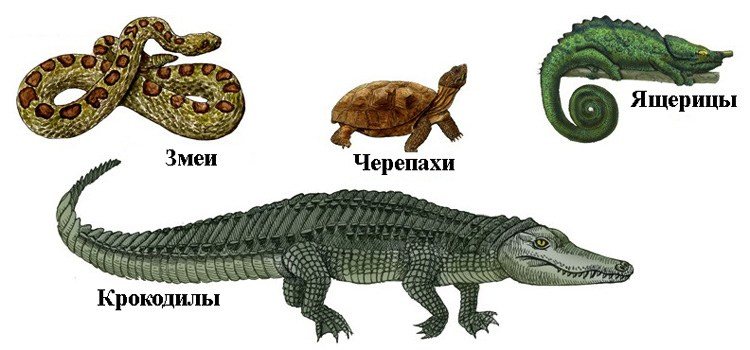 Змеи
Черепахи
Ящерицы
Крокодилы